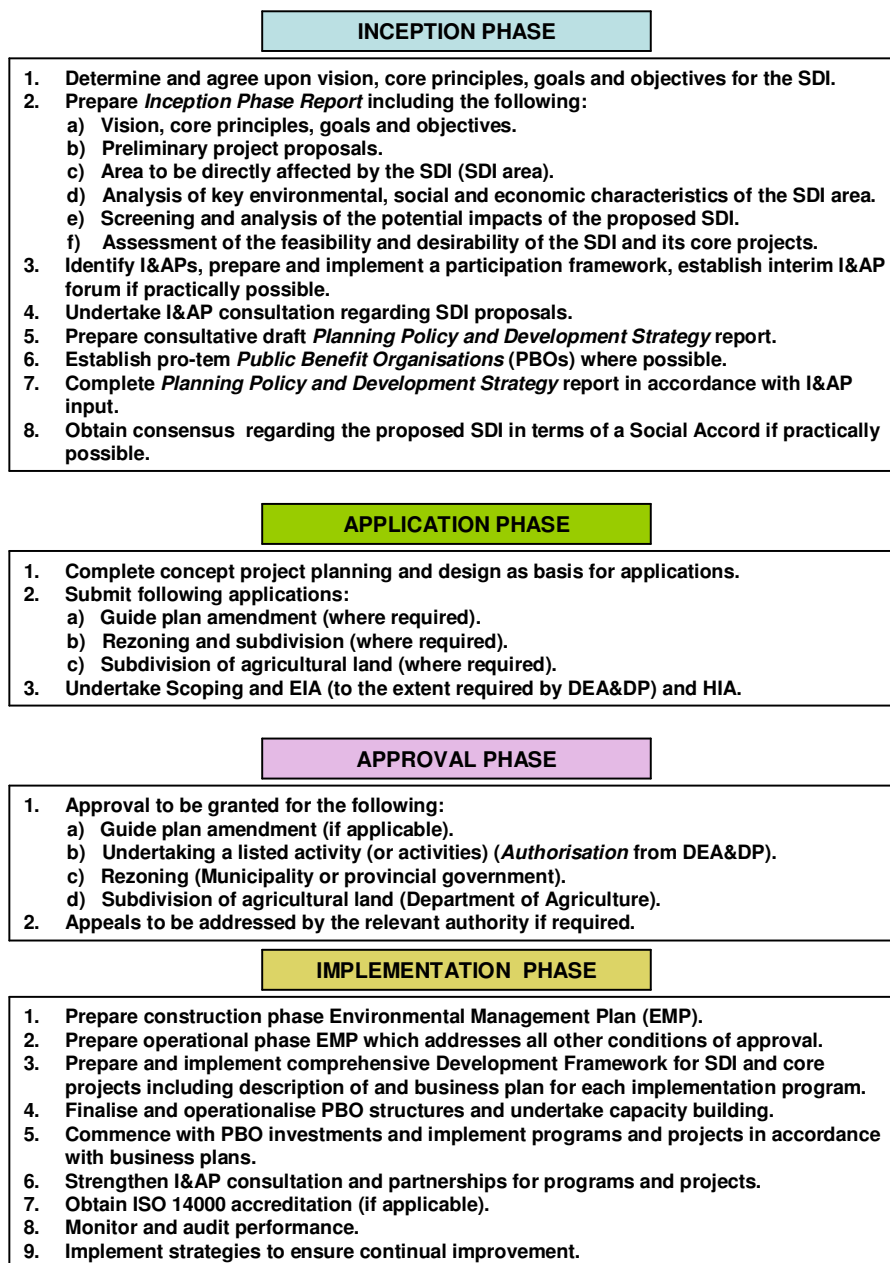 INCEPTION PHASE
1. Determine and agree upon vision, core principles, goals and objectives for the SDI.
2. Prepare Inception Phase Report including the following:
a) Vision, core principles, goals and objectives.
b) Preliminary project proposals.
c) Area to be directly affected by the SDI (SDI area).
d) Analysis of key environmental, social and economic characteristics of the SDI area.
e) Screening and analysis of the potential impacts of the proposed SDI.
f) Assessment of the feasibility and desirability of the SDI and its core projects.
3. Identify I&APs, prepare and implement a participation framework, establish interim I&AP
forum if practically possible.
4. Undertake I&AP consultation regarding SDI proposals.
5. Prepare consultative draft Planning Policy and Development Strategy report.
6. Establish pro-tem Public Benefit Organisations (PBOs) where possible.
7. Complete Planning Policy and Development Strategy report in accordance with I&AP
input.
8. Obtain consensus regarding the proposed SDI in terms of a Social Accord if practically
possible.
APPLICATION PHASE
1. Complete concept project planning and design as basis for applications.
2. Submit following applications:
a) Guide plan amendment (where required).
b) Rezoning and subdivision (where required).
c) Subdivision of agricultural land (where required).
3. Undertake Scoping and EIA (to the extent required by DEA&DP) and HIA.
APPROVAL PHASE
1. Approval to be granted for the following:
a) Guide plan amendment (if applicable).
b) Undertaking a listed activity (or activities) (Authorisation from DEA&DP).
c) Rezoning (Municipality or provincial government).
d) Subdivision of agricultural land (Department of Agriculture).
2. Appeals to be addressed by the relevant authority if required.
IMPLEMENTATION PHASE
1. Prepare construction phase Environmental Management Plan (EMP).
2. Prepare operational phase EMP which addresses all other conditions of approval.
3. Prepare and implement comprehensive Development Framework for SDI and core
projects including description of and business plan for each implementation program.
4. Finalise and operationalise PBO structures and undertake capacity building.
5. Commence with PBO investments and implement programs and projects in accordance
with business plans.
6. Strengthen I&AP consultation and partnerships for programs and projects.
7. Obtain ISO 14000 accreditation (if applicable).
8. Monitor and audit performance.
9. Implement strategies to ensure continual improvement.